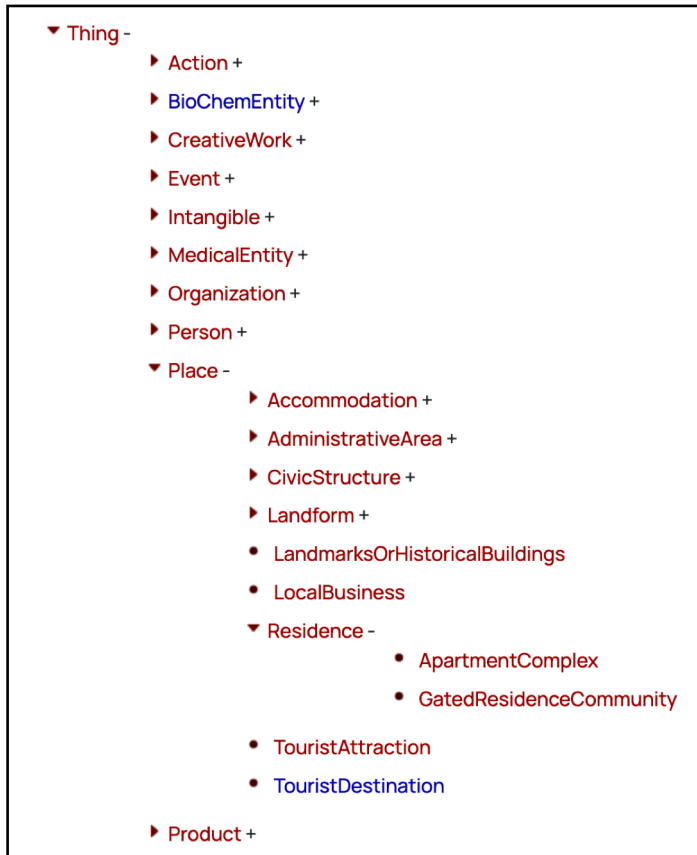 Thing -
Action +
BioChemEntity +
CreativeWork +
Event +
Intangible +
MedicalEntity +
Organization +
Person +
Place -
Accommodation +
AdministrativeArea +
CivicStructure +
Landform +
LandmarksOrHistoricalBuildings
LocalBusiness
Residence -
ApartmentComplex
GatedResidenceCommunity
TouristAttraction
TouristDestination
Product +